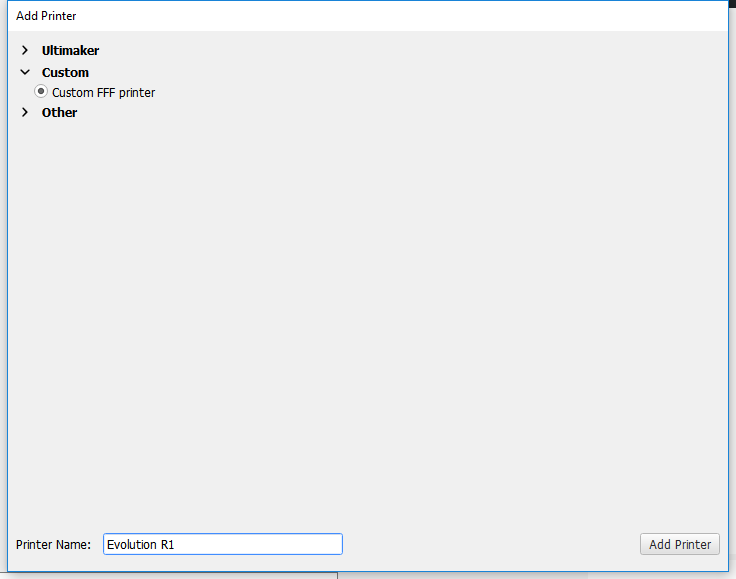 Add Printer
Ultimaker
Custom
Custom FFF printer
Other
Printer Name: Evolution R1 Add Printer